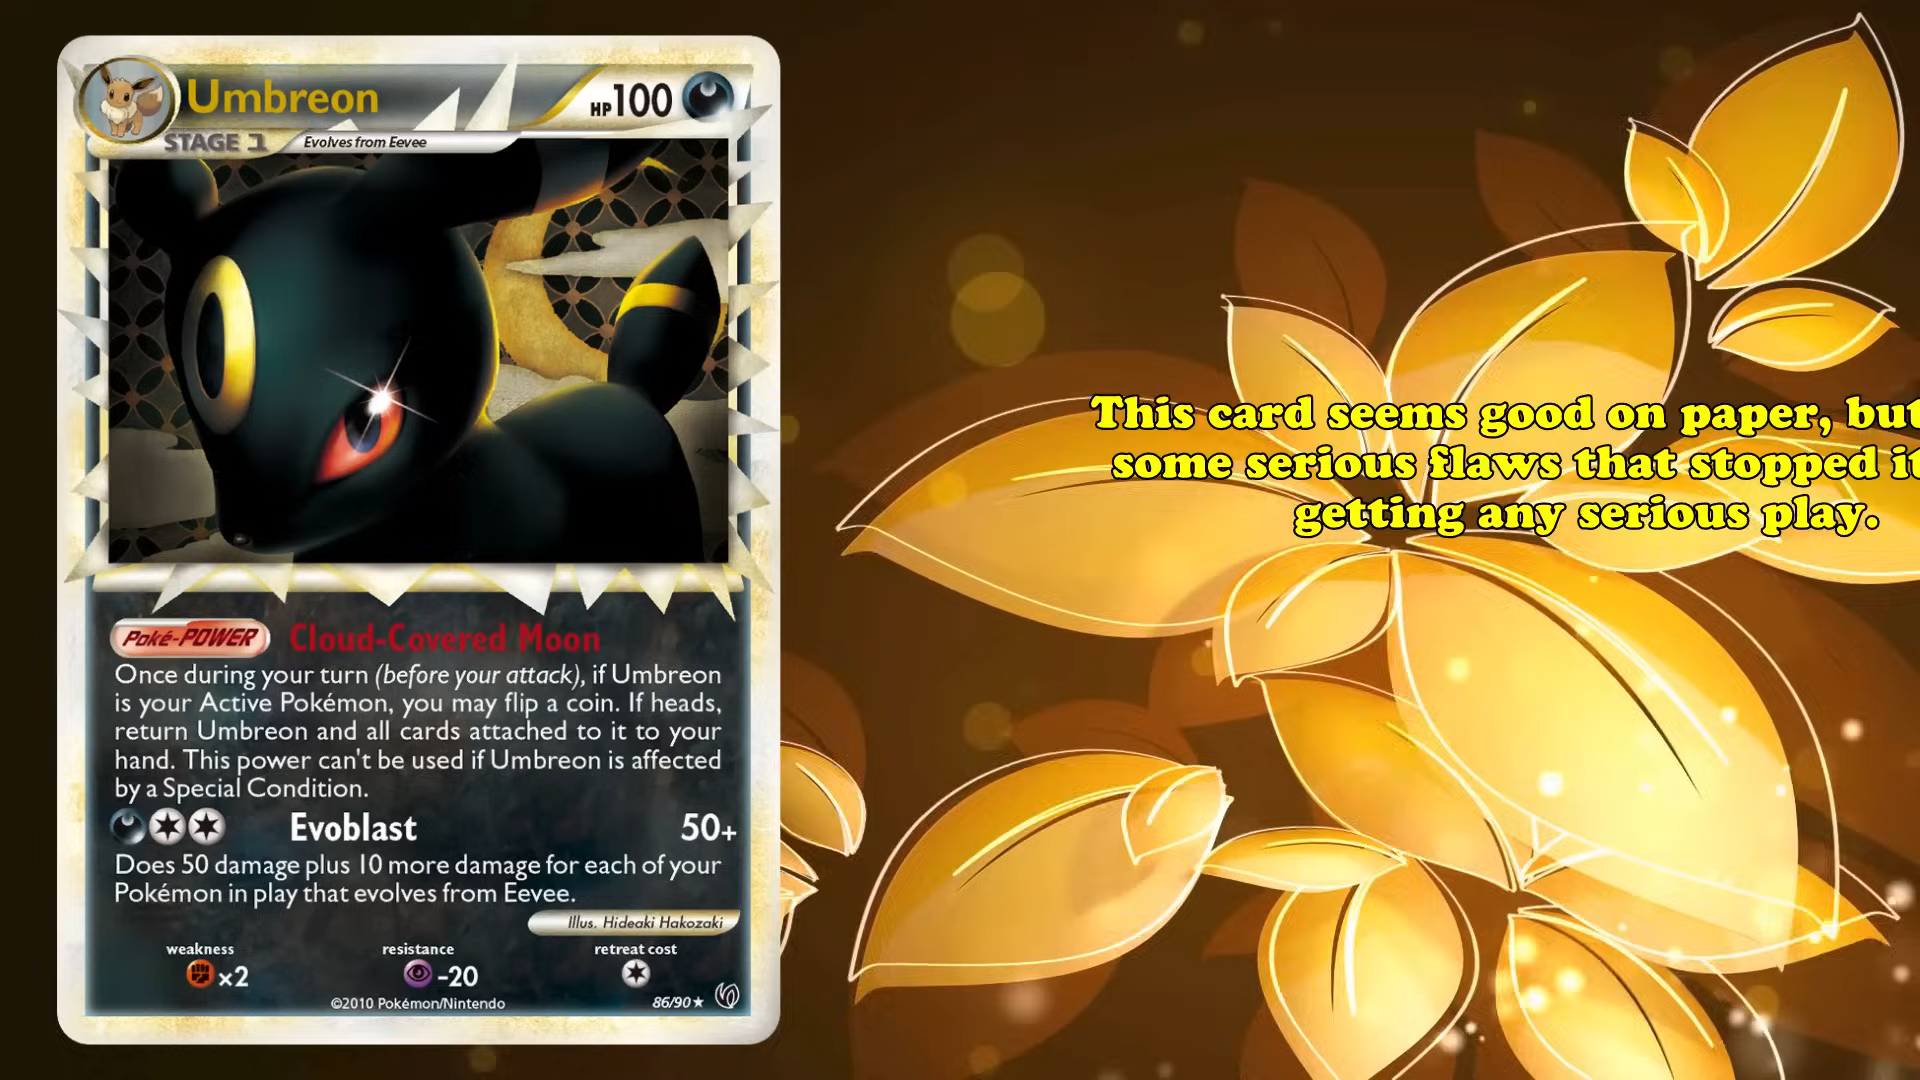 Umbreon
HP100
STAGE 1
Evolves from Eevee
Poké-POWER Cloud-Covered Moon
Once during your turn (before your attack), if Umbreon
is your Active Pokémon, you may flip a coin. If heads,
return Umbreon and all cards attached to it to your
hand. This power can't be used if Umbreon is affected
by a Special Condition.
Evoblast 50+
Does 50 damage plus 10 more damage for each of your
Pokémon in play that evolves from Eevee.
Illus. Hideaki Hakozaki
weakness resistance retreat cost
×2 -20
©2010 Pokémon/Nintendo 86/90★
This card seems good on paper, but
some serious flaws that stopped it
getting any serious play.